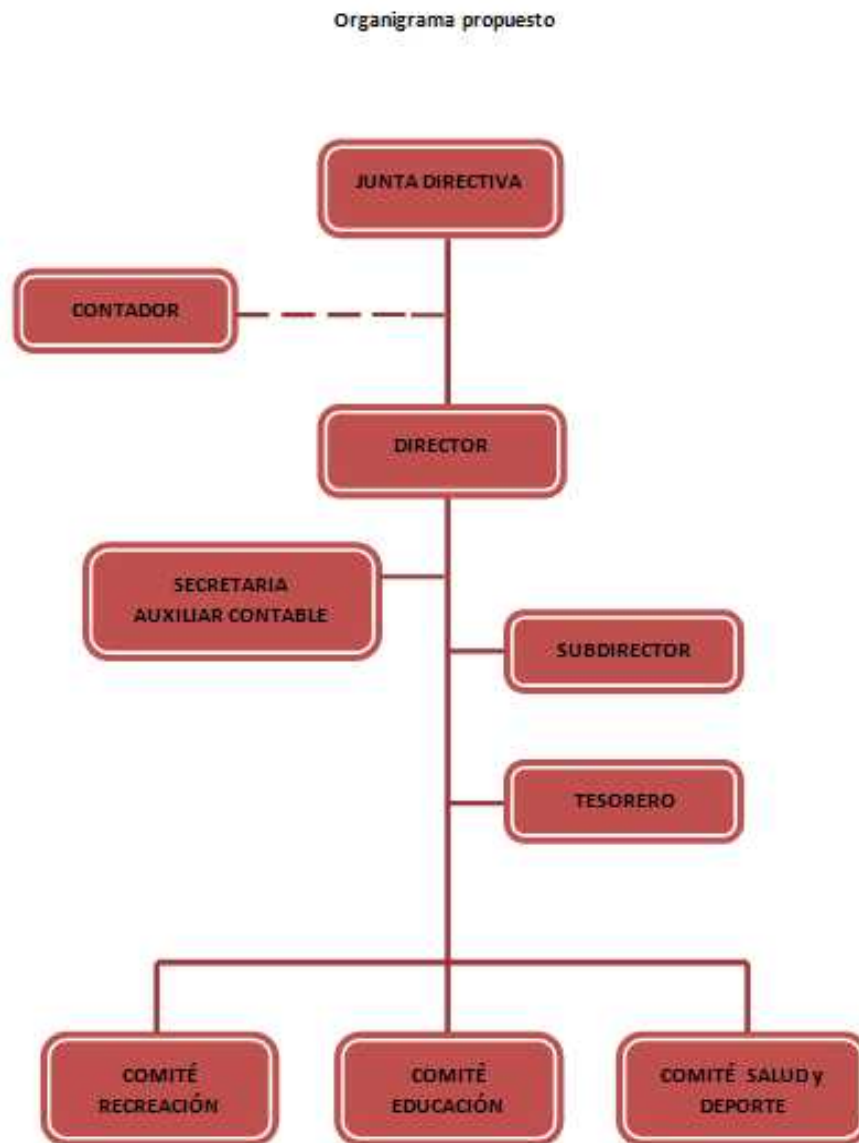 Organigrama propuesto
JUNTA DIRECTIVA
CONTADOR
DIRECTOR
SECRETARIA
AUXILIAR CONTABLE
SUBDIRECTOR
TESORERO
COMITÉ
RECREACIÓN
COMITÉ
EDUCACIÓN
COMITÉ SALUD y
DEPORTE